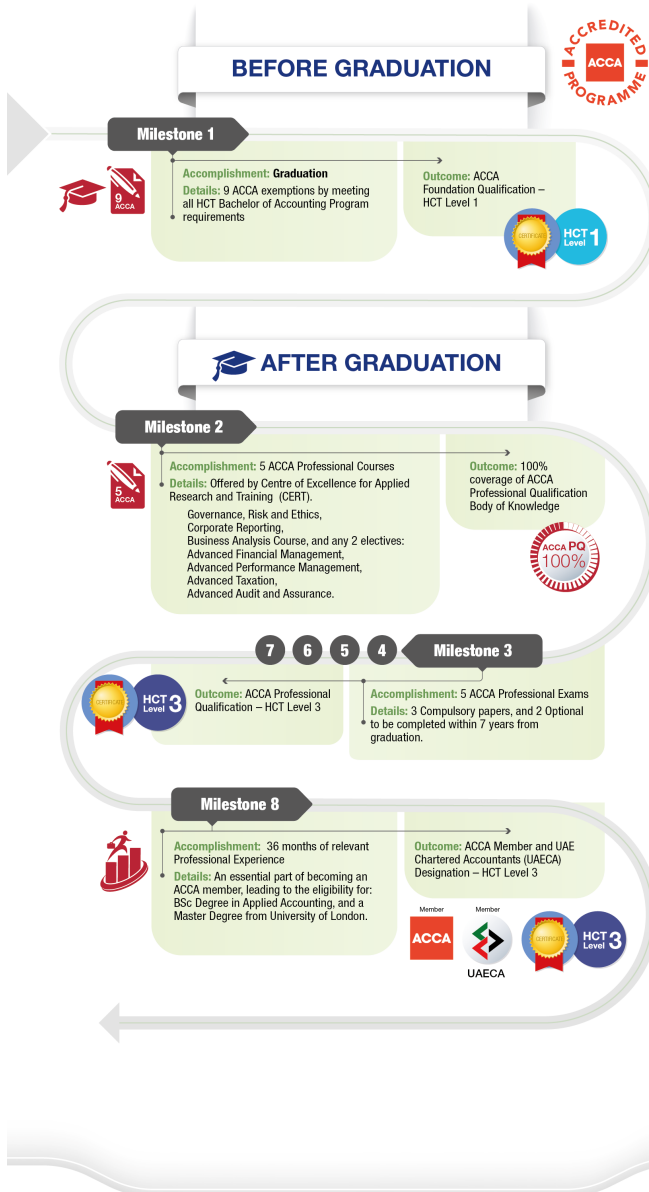 BEFORE GRADUATION
ACCREDITED
ACCA
PROGRAMME
Milestone 1
9
ACCA
Accomplishment: Graduation
Details: 9 ACCA exemptions by meeting
all HCT Bachelor of Accounting Program
requirements
Outcome: ACCA
Foundation Qualification –
HCT Level 1
CERTIFICATE
HCT
Level 1
AFTER GRADUATION
Milestone 2
5
ACCA
Accomplishment: 5 ACCA Professional Courses
Details: Offered by Centre of Excellence for Applied
Research and Training (CERT).
Governance, Risk and Ethics,
Corporate Reporting,
Business Analysis Course, and any 2 electives:
Advanced Financial Management,
Advanced Performance Management,
Advanced Taxation,
Advanced Audit and Assurance.
Outcome: 100%
coverage of ACCA
Professional Qualification
Body of Knowledge
ACCA PQ
100%
7 6 5 4 Milestone 3
CERTIFICATE
HCT
Level 3
Outcome: ACCA Professional
Qualification – HCT Level 3
Accomplishment: 5 ACCA Professional Exams
Details: 3 Compulsory papers, and 2 Optional
to be completed within 7 years from
graduation.
Milestone 8
Accomplishment: 36 months of relevant
Professional Experience
Details: An essential part of becoming an
ACCA member, leading to the eligibility for:
BSc Degree in Applied Accounting, and a
Master Degree from University of London.
Outcome: ACCA Member and UAE
Chartered Accountants (UAECA)
Designation – HCT Level 3
Member
ACCA
Member
UAECA
CERTIFICATE
HCT
Level 3